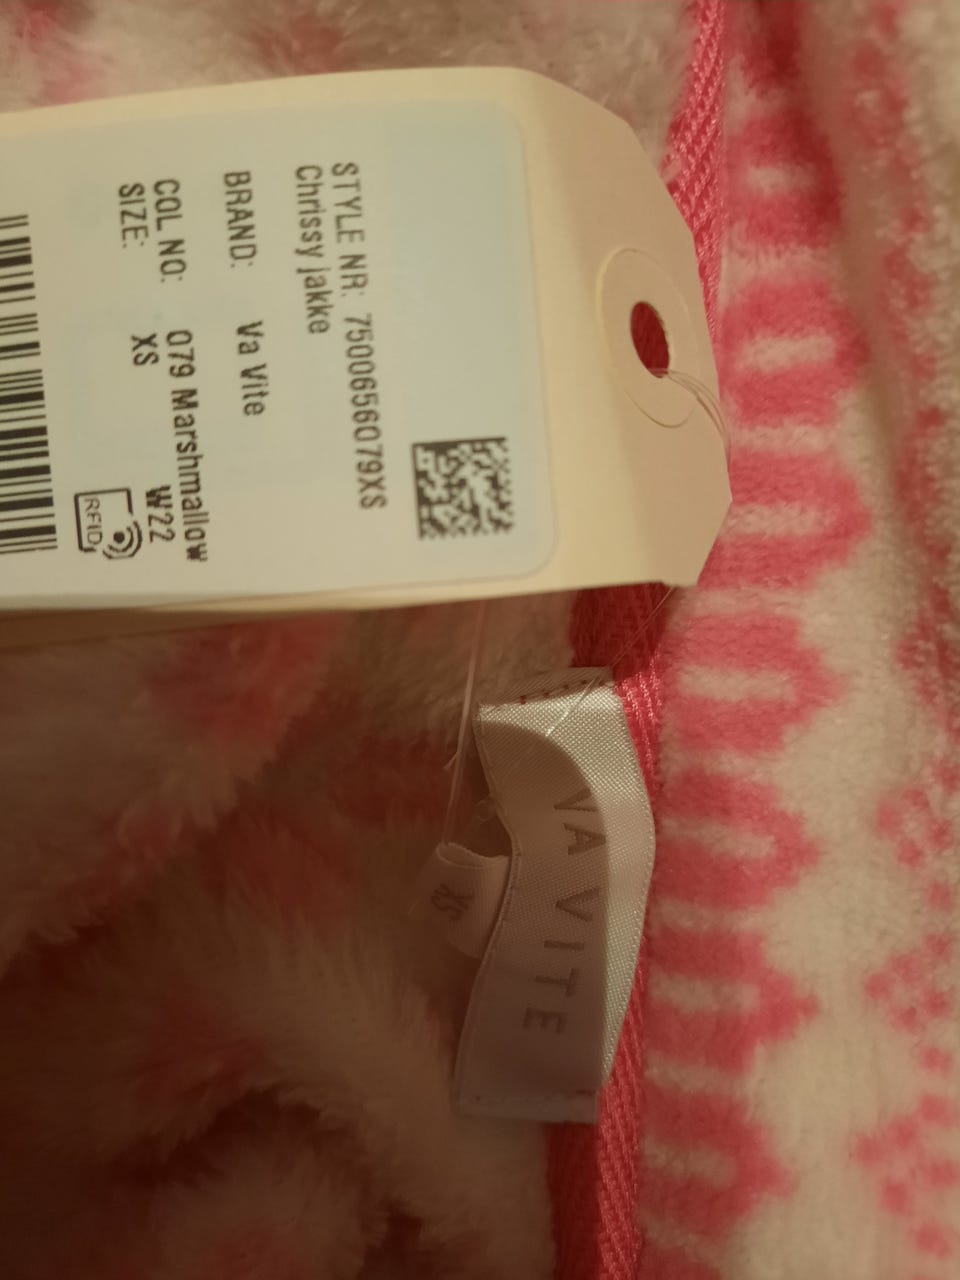 STYLE NR: 7500656079XS
Chrissy jakke
BRAND: Va Vite
COL NO: 079 Marshmallow
SIZE: XS W22
RFID
VA VITE
XS